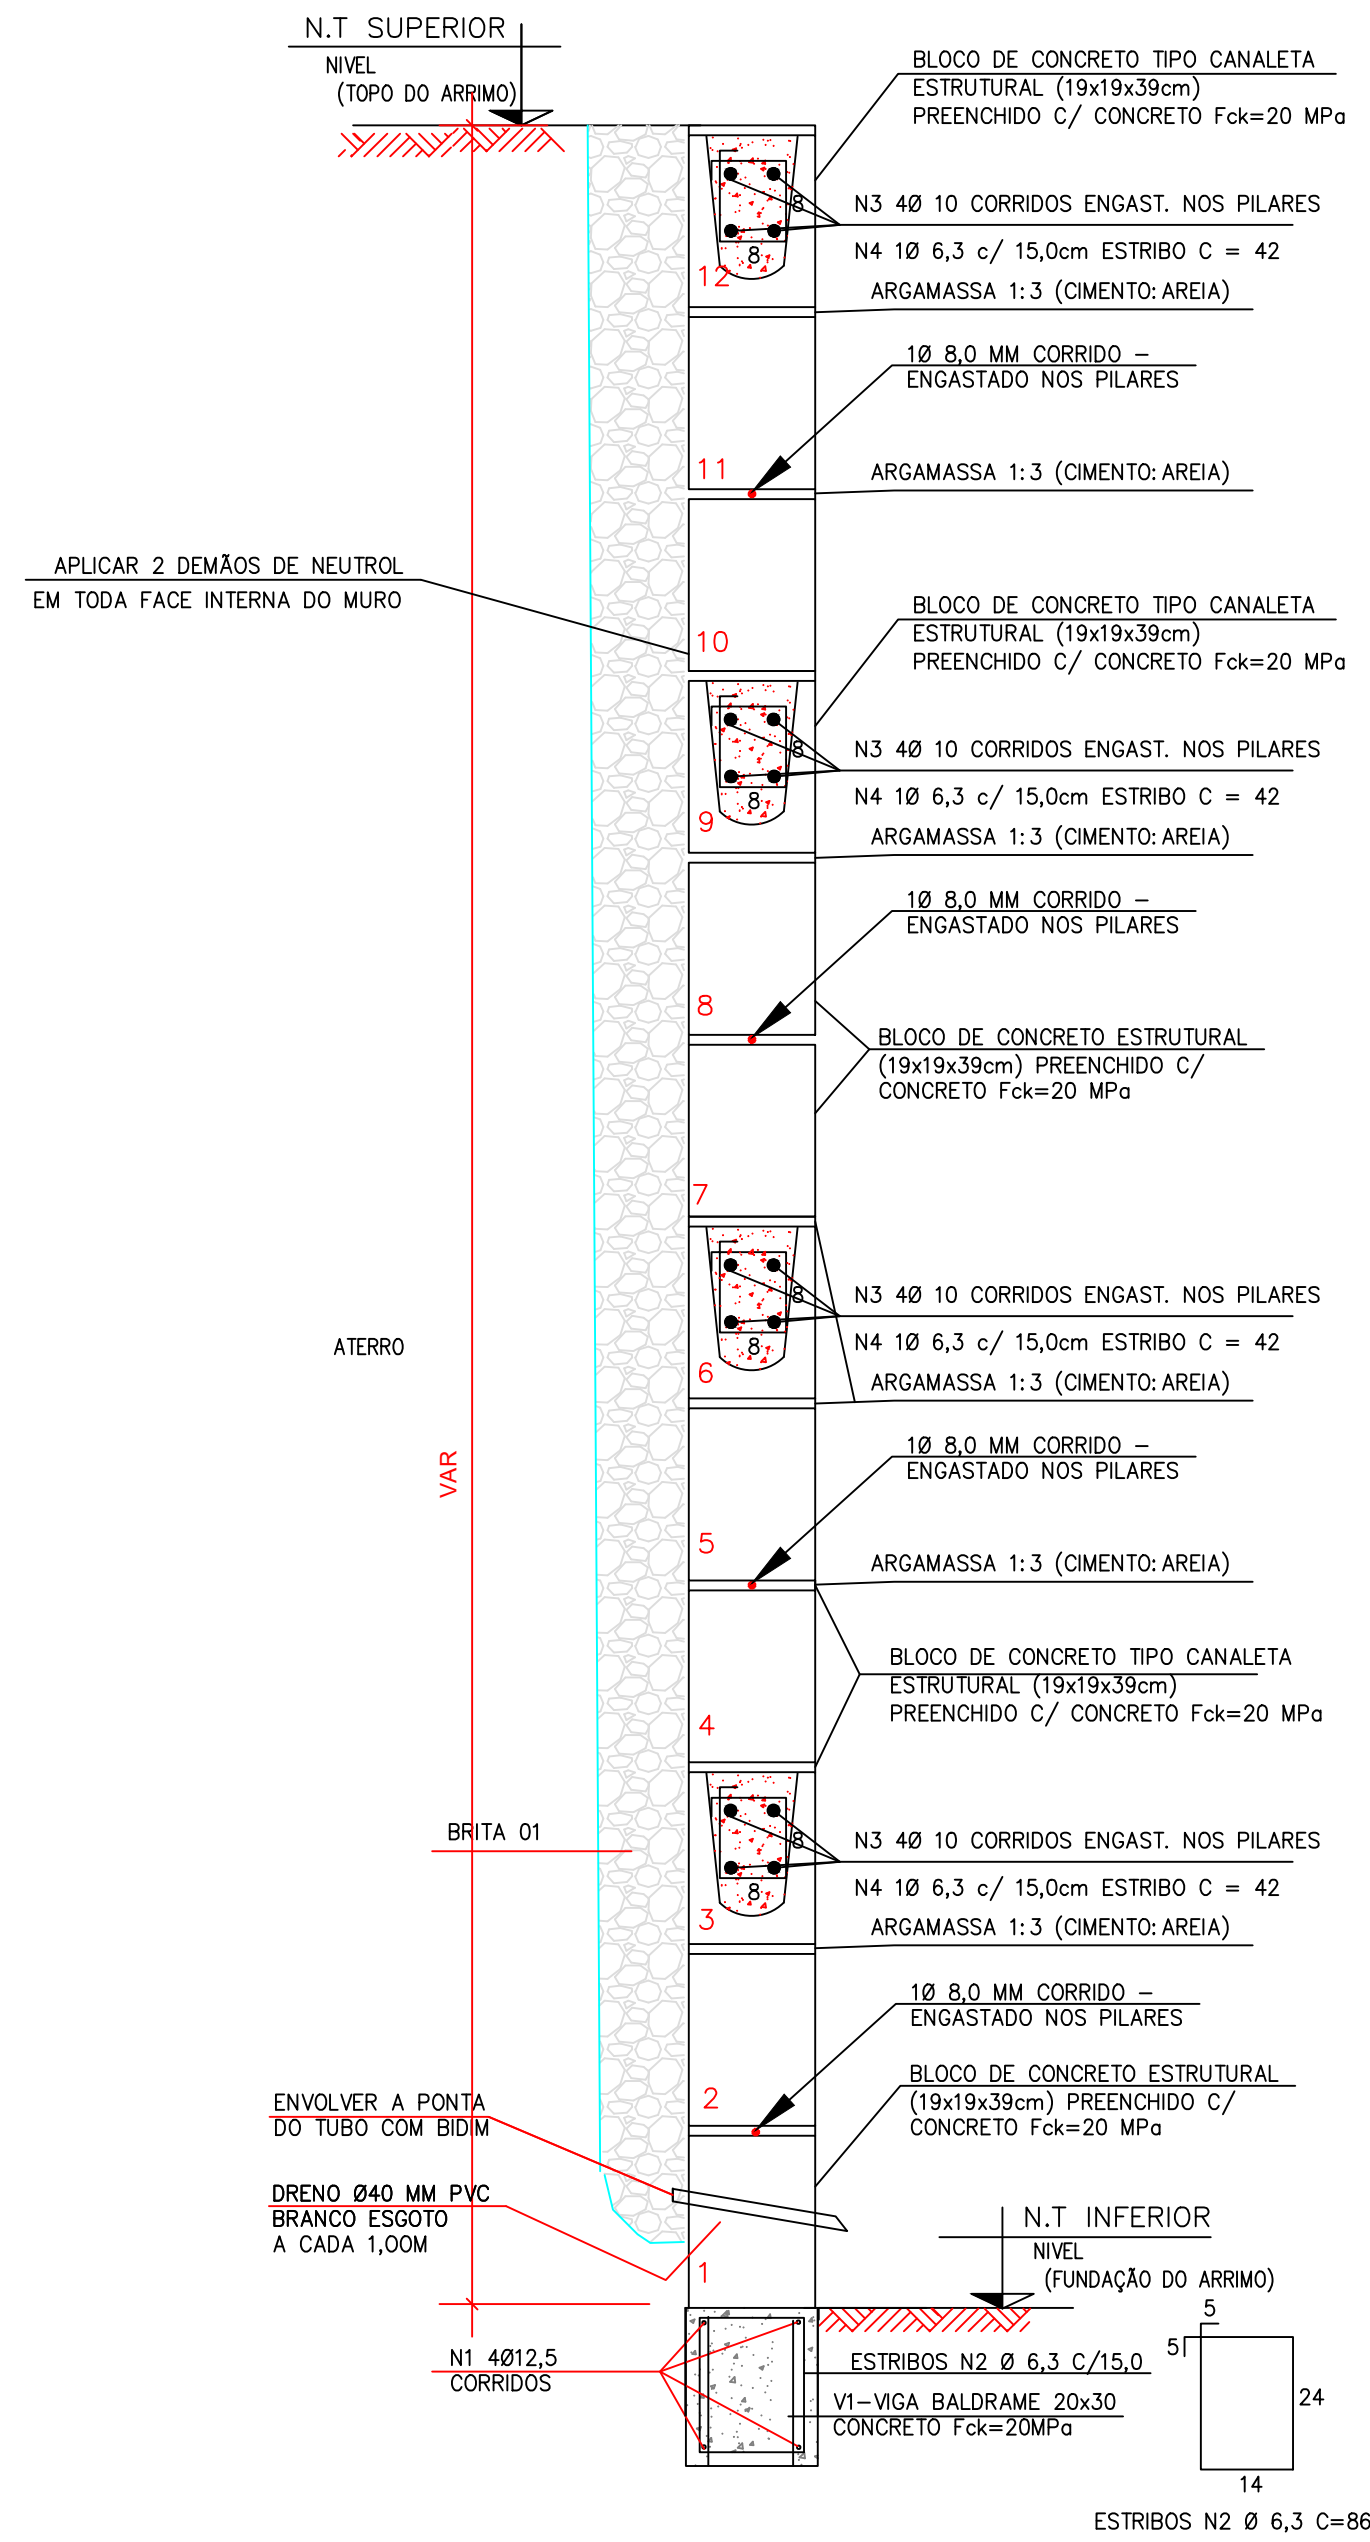 N.T SUPERIOR
NIVEL
(TOPO DO ARRIMO)
BLOCO DE CONCRETO TIPO CANALETA
ESTRUTURAL (19x19x39cm)
PREENCHIDO C/ CONCRETO Fck=20 MPa
8
N3 4Ø 10 CORRIDOS ENGAST. NOS PILARES
8
N4 1Ø 6,3 c/ 15,0cm ESTRIBO C = 42
12
ARGAMASSA 1:3 (CIMENTO:AREIA)
1Ø 8,0 MM CORRIDO –
ENGASTADO NOS PILARES
11
ARGAMASSA 1:3 (CIMENTO:AREIA)
APLICAR 2 DEMÃOS DE NEUTROL
EM TODA FACE INTERNA DO MURO
10
BLOCO DE CONCRETO TIPO CANALETA
ESTRUTURAL (19x19x39cm)
PREENCHIDO C/ CONCRETO Fck=20 MPa
8
N3 4Ø 10 CORRIDOS ENGAST. NOS PILARES
8
N4 1Ø 6,3 c/ 15,0cm ESTRIBO C = 42
9
ARGAMASSA 1:3 (CIMENTO:AREIA)
1Ø 8,0 MM CORRIDO –
ENGASTADO NOS PILARES
8
BLOCO DE CONCRETO ESTRUTURAL
(19x19x39cm) PREENCHIDO C/
CONCRETO Fck=20 MPa
7
8
N3 4Ø 10 CORRIDOS ENGAST. NOS PILARES
ATERRO
8
N4 1Ø 6,3 c/ 15,0cm ESTRIBO C = 42
6
ARGAMASSA 1:3 (CIMENTO:AREIA)
VAR
1Ø 8,0 MM CORRIDO –
ENGASTADO NOS PILARES
5
ARGAMASSA 1:3 (CIMENTO:AREIA)
BLOCO DE CONCRETO TIPO CANALETA
ESTRUTURAL (19x19x39cm)
PREENCHIDO C/ CONCRETO Fck=20 MPa
4
BRITA 01
8
N3 4Ø 10 CORRIDOS ENGAST. NOS PILARES
8
N4 1Ø 6,3 c/ 15,0cm ESTRIBO C = 42
3
ARGAMASSA 1:3 (CIMENTO:AREIA)
1Ø 8,0 MM CORRIDO –
ENGASTADO NOS PILARES
2
BLOCO DE CONCRETO ESTRUTURAL
(19x19x39cm) PREENCHIDO C/
CONCRETO Fck=20 MPa
ENVOLVER A PONTA
DO TUBO COM BIDIM
DRENO Ø40 MM PVC
BRANCO ESGOTO
A CADA 1,00M
1
N.T INFERIOR
NIVEL
(FUNDAÇÃO DO ARRIMO)
N1 4Ø12,5
CORRIDOS
ESTRIBOS N2 Ø 6,3 C/15,0
V1–VIGA BALDRAME 20x30
CONCRETO Fck=20MPa
5
5
24
14
ESTRIBOS N2 Ø 6,3 C=86